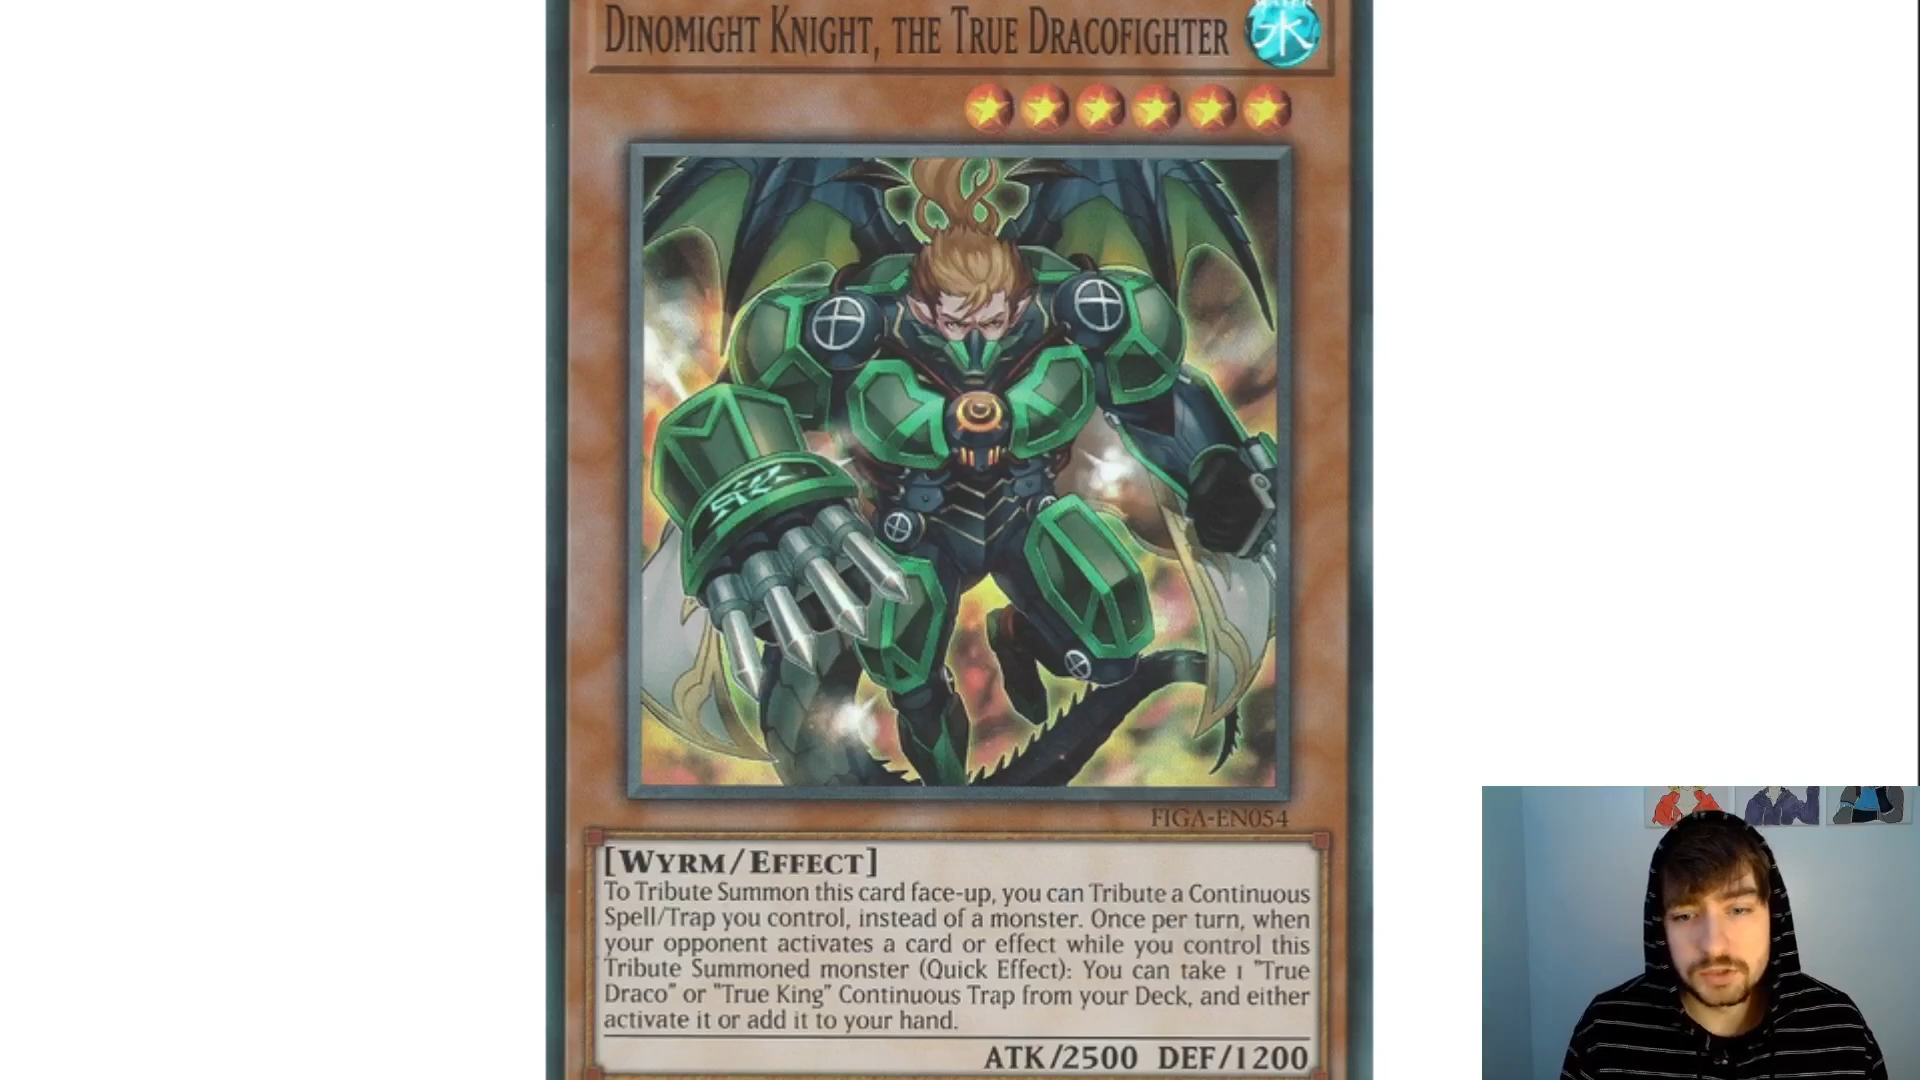 DINOMIGHT KNIGHT, THE TRUE DRACOFIGHTER
WATER
水
FIGA-EN054
[WYRM/EFFECT]
To Tribute Summon this card face-up, you can Tribute a Continuous
Spell/Trap you control, instead of a monster. Once per turn, when
your opponent activates a card or effect while you control this
Tribute Summoned monster (Quick Effect): You can take 1 "True
Draco" or "True King" Continuous Trap from your Deck, and either
activate it or add it to your hand.
ATK/2500 DEF/1200